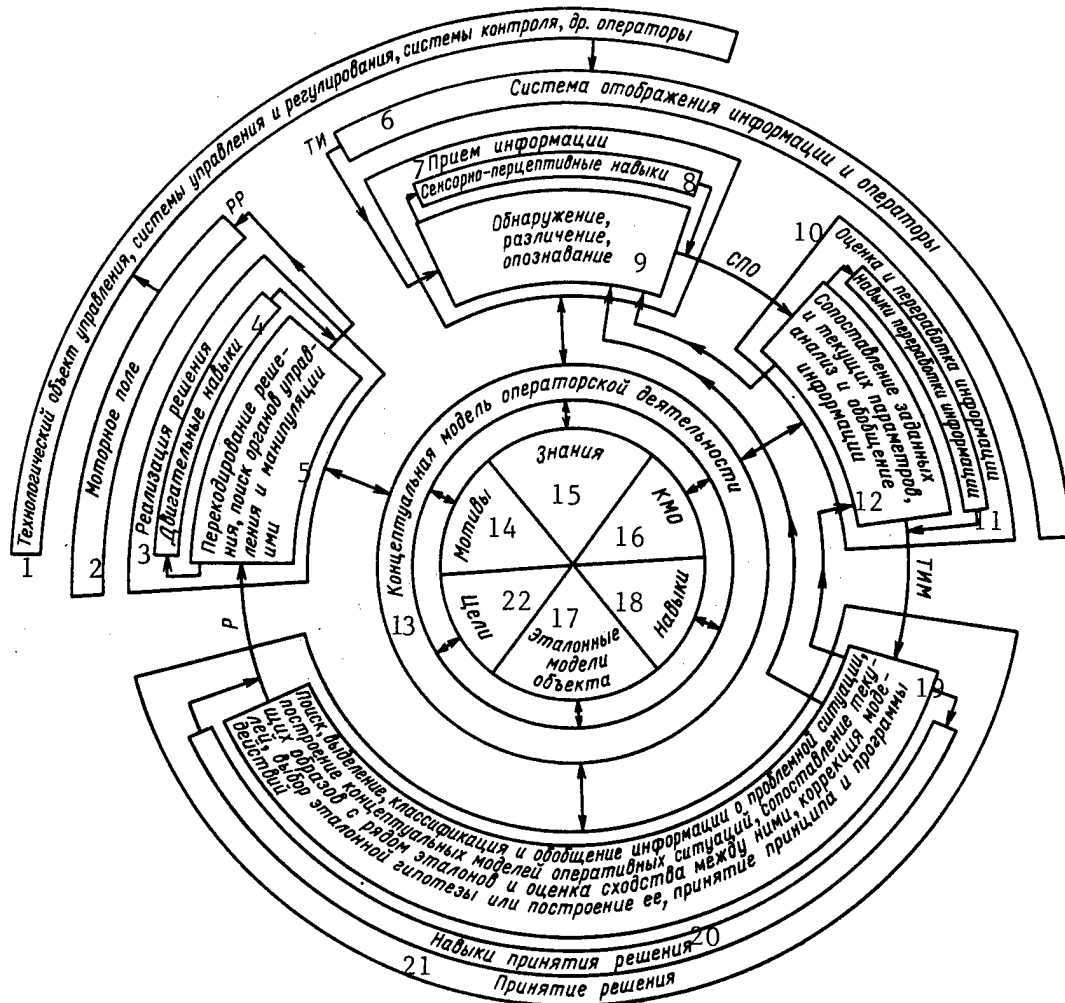 Технологический объект управления, системы управления и регулирования, системы контроля, др. операторы
1
Моторное поле
2
Система отображения информации и операторы
6
ТИ
РР
7
Прием информации
Сенсорно-перцептивные навыки
8
Обнаружение,
различение,
опознавание
9
СПО
10
Оценка и переработка информации
Навыки переработки информации
11
Сопоставление заданных
и текущих параметров,
анализ и обобщение
информации
12
ТИМ
Реализация решения
3
Двигательные навыки
4
Перекодирование реше-
ния, поиск органов управ-
ления и манипуляции
ими
5
Р
Концептуальная модель операторской деятельности
13
Мотивы
14
Знания
15
КМО
16
Навыки
18
Эталонные
модели
объекта
17
Цели
22
19
Поиск, выделение, классификация и обобщение информации о проблемной ситуации,
построение концептуальных моделей оперативных ситуаций, сопоставление теку-
щих образов с рядом эталонов и оценка сходства между ними, коррекция моде-
лей, выбор эталонной гипотезы или построение ее, принятие принципа и программы
действий
Навыки принятия решения
20
21
Принятие решения